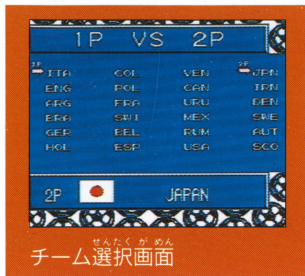 1P VS 2P
1P 2P
ITA COL VEN JPN
ENG POL CAN IRN
ARG FRA URU DEN
BRA SWI MEX SWE
GER BEL RUM AUT
HOL ESP USA SCO
2P JAPAN
せんたく が めん
チーム選択画面